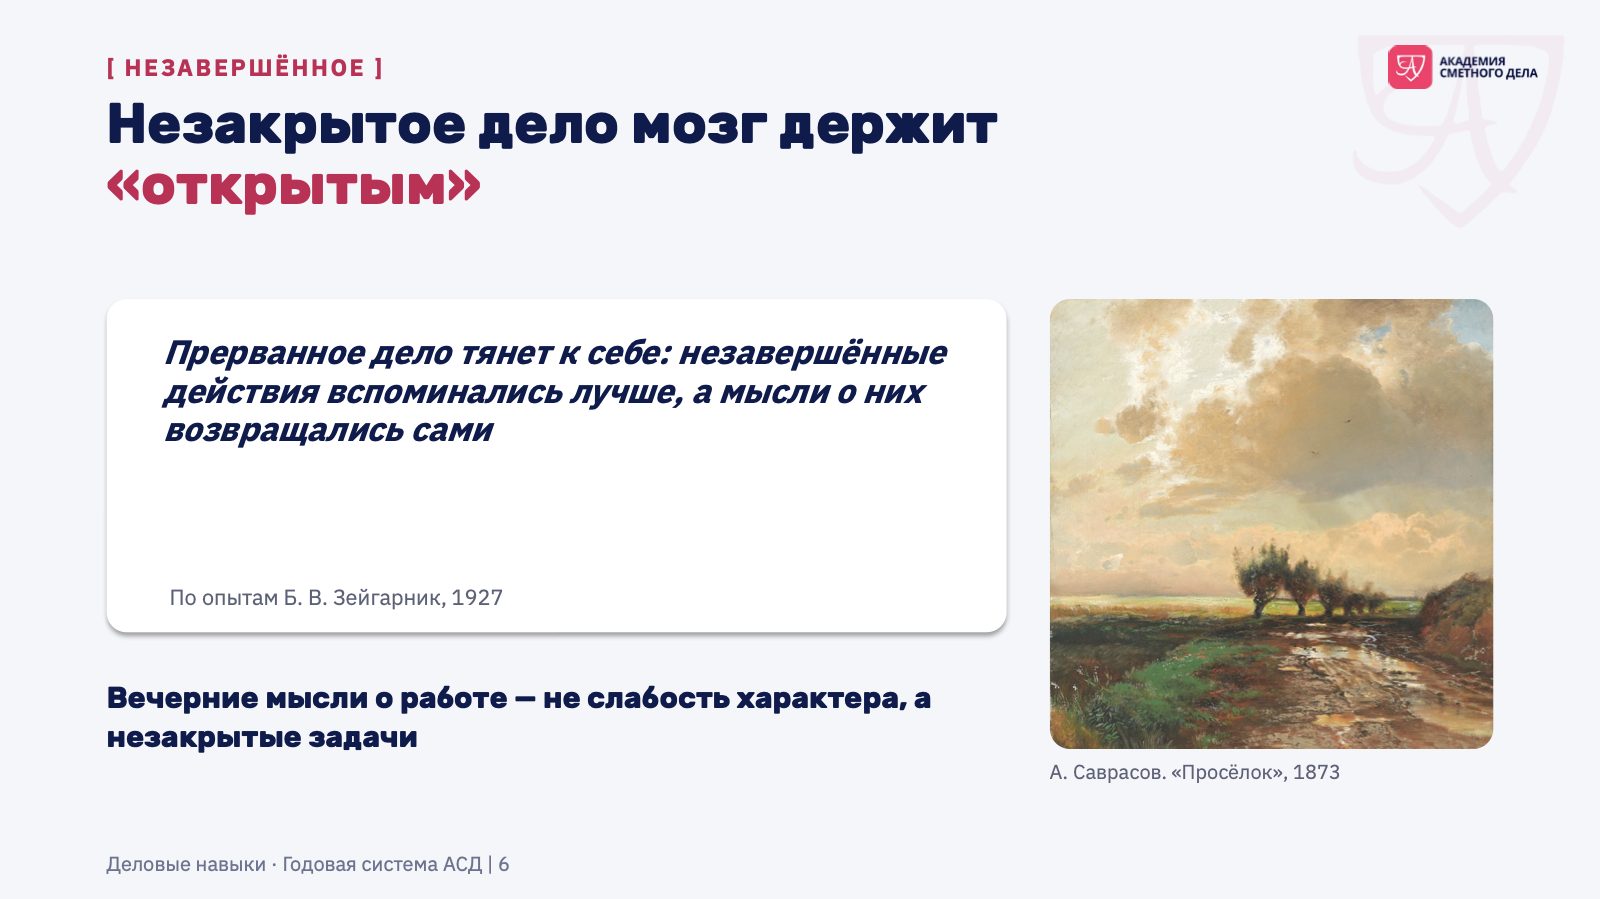 [ НЕЗАВЕРШЁННОЕ ]
АКАДЕМИЯ
СМЕТНОГО ДЕЛА
Незакрытое дело мозг держит
«открытым»
Прерванное дело тянет к себе: незавершённые
действия вспоминались лучше, а мысли о них
возвращались сами
По опытам Б. В. Зейгарник, 1927
Вечерние мысли о работе — не слабость характера, а
незакрытые задачи
А. Саврасов. «Просёлок», 1873
Деловые навыки · Годовая система АСД | 6